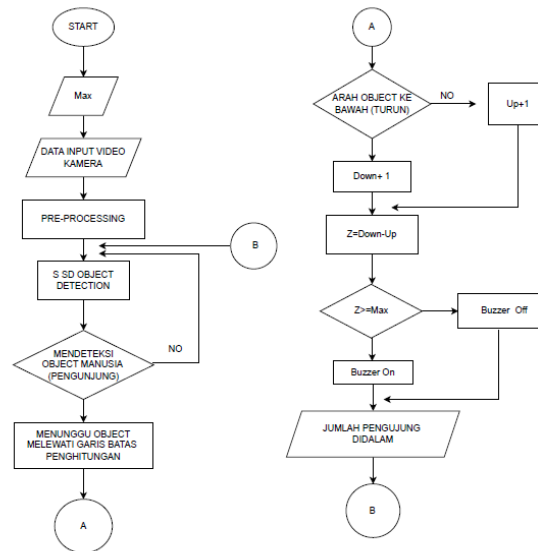 START
Max
DATA INPUT VIDEO
KAMERA
PRE-PROCESSING
B
S SD OBJECT
DETECTION
MENDETEKSI
OBJECT MANUSIA
(PENGUNJUNG)
NO
MENUNGGU OBJECT
MELEWATI GARIS BATAS
PENGHITUNGAN
A
A
ARAH OBJECT KE
BAWAH (TURUN)
NO
Up+1
Down+ 1
Z=Down-Up
Z>=Max
Buzzer Off
Buzzer On
JUMLAH PENGUJUNG
DIDALAM
B